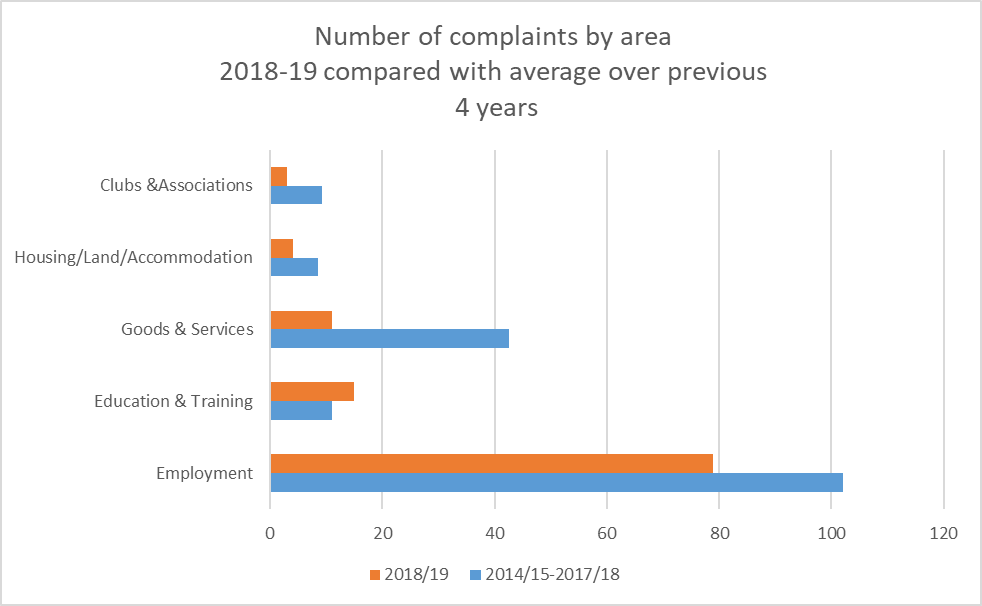 Number of complaints by area
2018-19 compared with average over previous
4 years
Clubs &Associations
Housing/Land/Accommodation
Goods & Services
Education & Training
Employment
0 20 40 60 80 100 120
2018/19 2014/15-2017/18